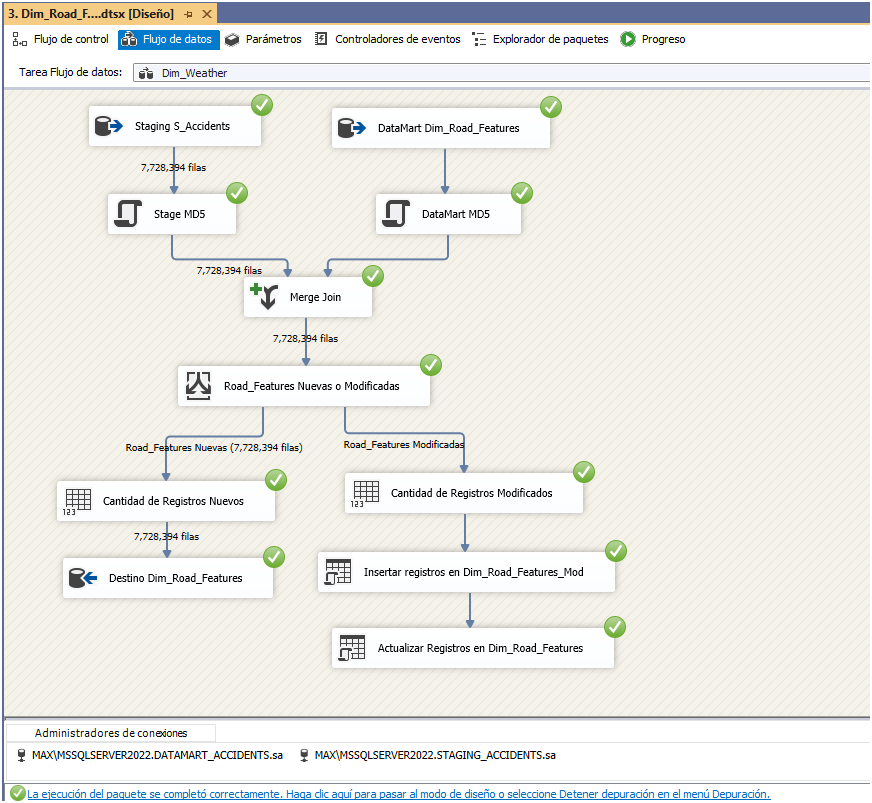 3. Dim_Road_F....dtsx [Diseño]
Flujo de control
Flujo de datos
Parámetros
Controladores de eventos
Explorador de paquetes
Progreso
Tarea Flujo de datos:
Dim_Weather
Staging S_Accidents
DataMart Dim_Road_Features
7,728,394 filas
Stage MD5
DataMart MD5
7,728,394 filas
Merge Join
7,728,394 filas
Road_Features Nuevas o Modificadas
Road_Features Nuevas (7,728,394 filas)
Road_Features Modificadas
Cantidad de Registros Nuevos
123
Cantidad de Registros Modificados
123
7,728,394 filas
Destino Dim_Road_Features
Insertar registros en Dim_Road_Features_Mod
Actualizar Registros en Dim_Road_Features
Administradores de conexiones
MAX\MSSQLSERVER2022.DATAMART_ACCIDENTS.sa
MAX\MSSQLSERVER2022.STAGING_ACCIDENTS.sa
La ejecución del paquete se completó correctamente. Haga clic aquí para pasar al modo de diseño o seleccione Detener depuración en el menú Depuración.